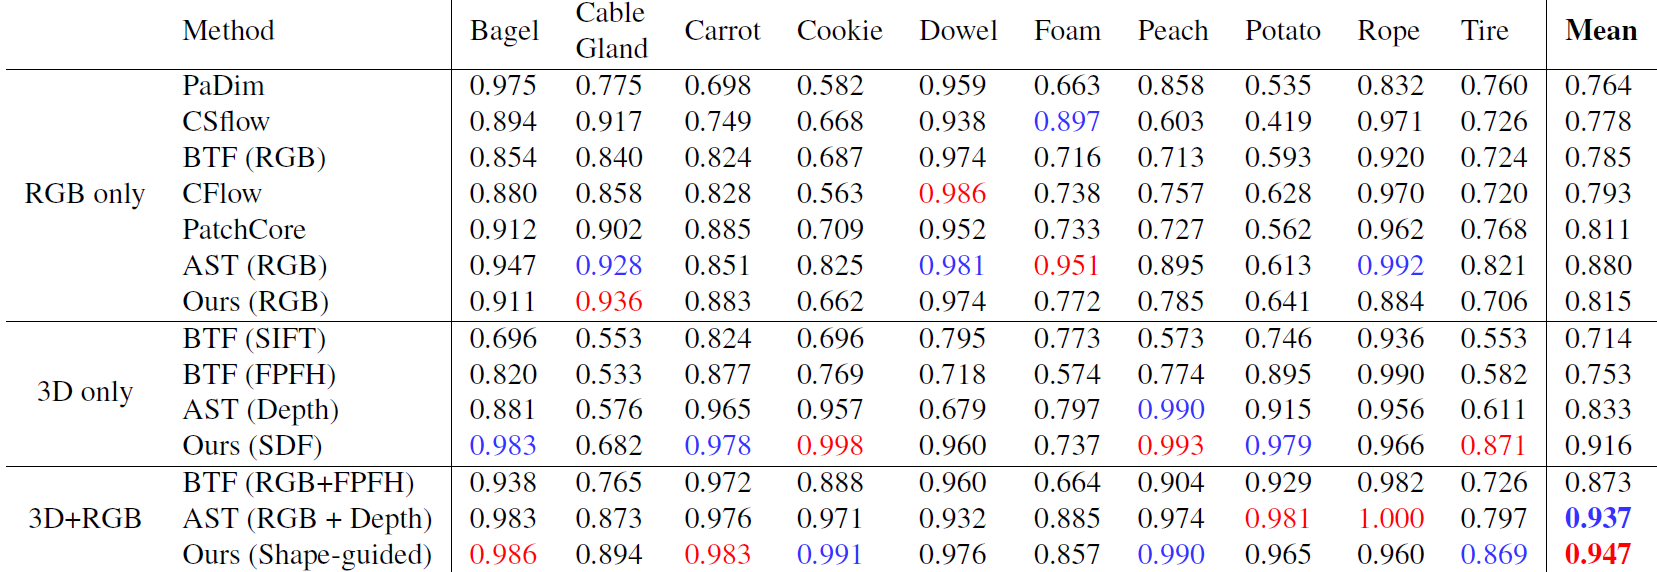 Method Bagel Cable Gland Carrot Cookie Dowel Foam Peach Potato Rope Tire Mean
RGB only
PaDim 0.975 0.775 0.698 0.582 0.959 0.663 0.858 0.535 0.832 0.760 0.764
CSflow 0.894 0.917 0.749 0.668 0.938 0.897 0.603 0.419 0.971 0.726 0.778
BTF (RGB) 0.854 0.840 0.824 0.687 0.974 0.716 0.713 0.593 0.920 0.724 0.785
CFlow 0.880 0.858 0.828 0.563 0.986 0.738 0.757 0.628 0.970 0.720 0.793
PatchCore 0.912 0.902 0.885 0.709 0.952 0.733 0.727 0.562 0.962 0.768 0.811
AST (RGB) 0.947 0.928 0.851 0.825 0.981 0.951 0.895 0.613 0.992 0.821 0.880
Ours (RGB) 0.911 0.936 0.883 0.662 0.974 0.772 0.785 0.641 0.884 0.706 0.815
3D only
BTF (SIFT) 0.696 0.553 0.824 0.696 0.795 0.773 0.573 0.746 0.936 0.553 0.714
BTF (FPFH) 0.820 0.533 0.877 0.769 0.718 0.574 0.774 0.895 0.990 0.582 0.753
AST (Depth) 0.881 0.576 0.965 0.957 0.679 0.797 0.990 0.915 0.956 0.611 0.833
Ours (SDF) 0.983 0.682 0.978 0.998 0.960 0.737 0.993 0.979 0.966 0.871 0.916
3D+RGB
BTF (RGB+FPFH) 0.938 0.765 0.972 0.888 0.960 0.664 0.904 0.929 0.982 0.726 0.873
AST (RGB + Depth) 0.983 0.873 0.976 0.971 0.932 0.885 0.974 0.981 1.000 0.797 0.937
Ours (Shape-guided) 0.986 0.894 0.983 0.991 0.976 0.857 0.990 0.965 0.960 0.869 0.947